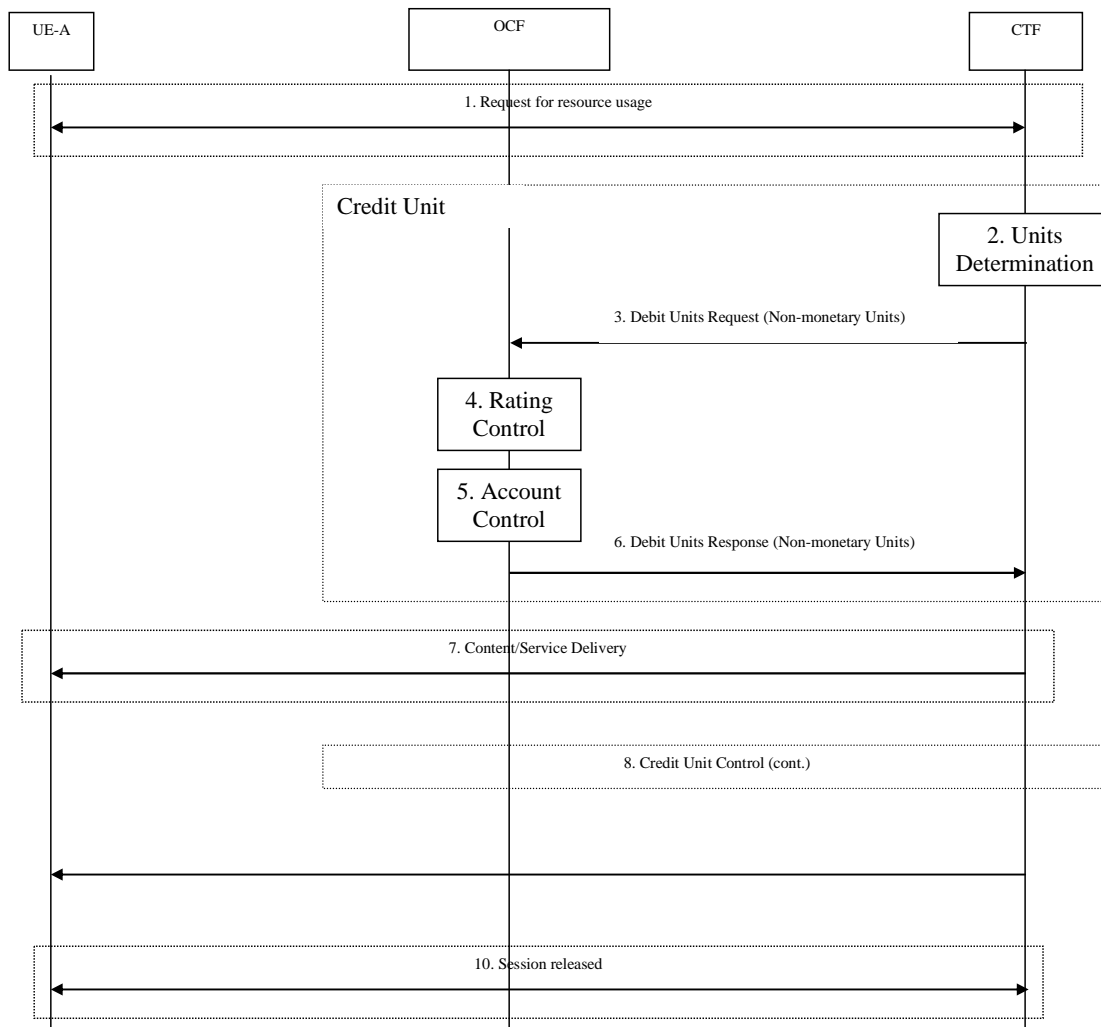 UE-A
OCF
CTF
1. Request for resource usage
Credit Unit
2. Units
Determination
3. Debit Units Request (Non-monetary Units)
4. Rating
Control
5. Account
Control
6. Debit Units Response (Non-monetary Units)
7. Content/Service Delivery
8. Credit Unit Control (cont.)
10. Session released